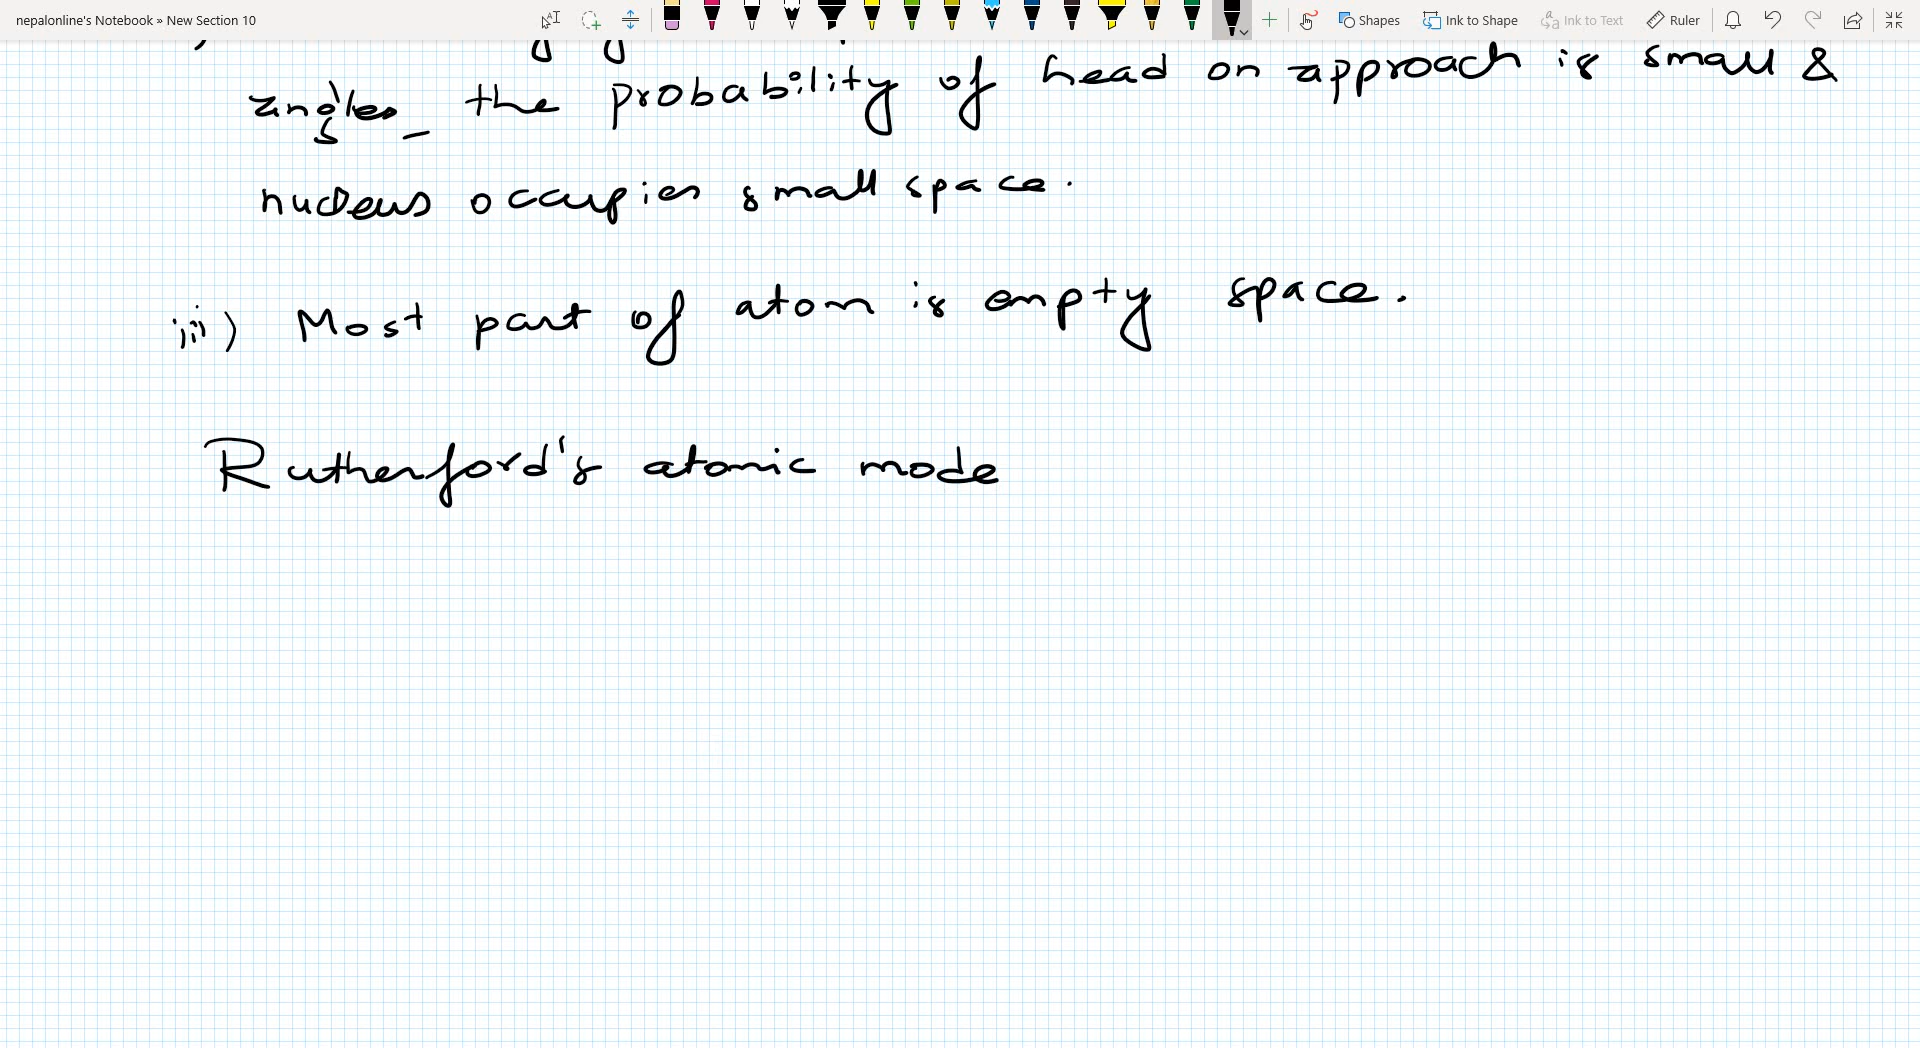 nepalonline's Notebook » New Section 10
Shapes
Ink to Shape
Ink to Text
Ruler
angles the probability of head on approach is small &
nucleus occupies small space.
iii) Most part of atom is empty space.
Rutherford's atomic mode